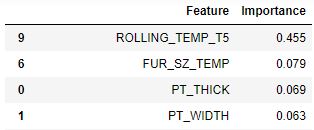 Feature Importance
9 ROLLING_TEMP_T5 0.455
6 FUR_SZ_TEMP 0.079
0 PT_THICK 0.069
1 PT_WIDTH 0.063